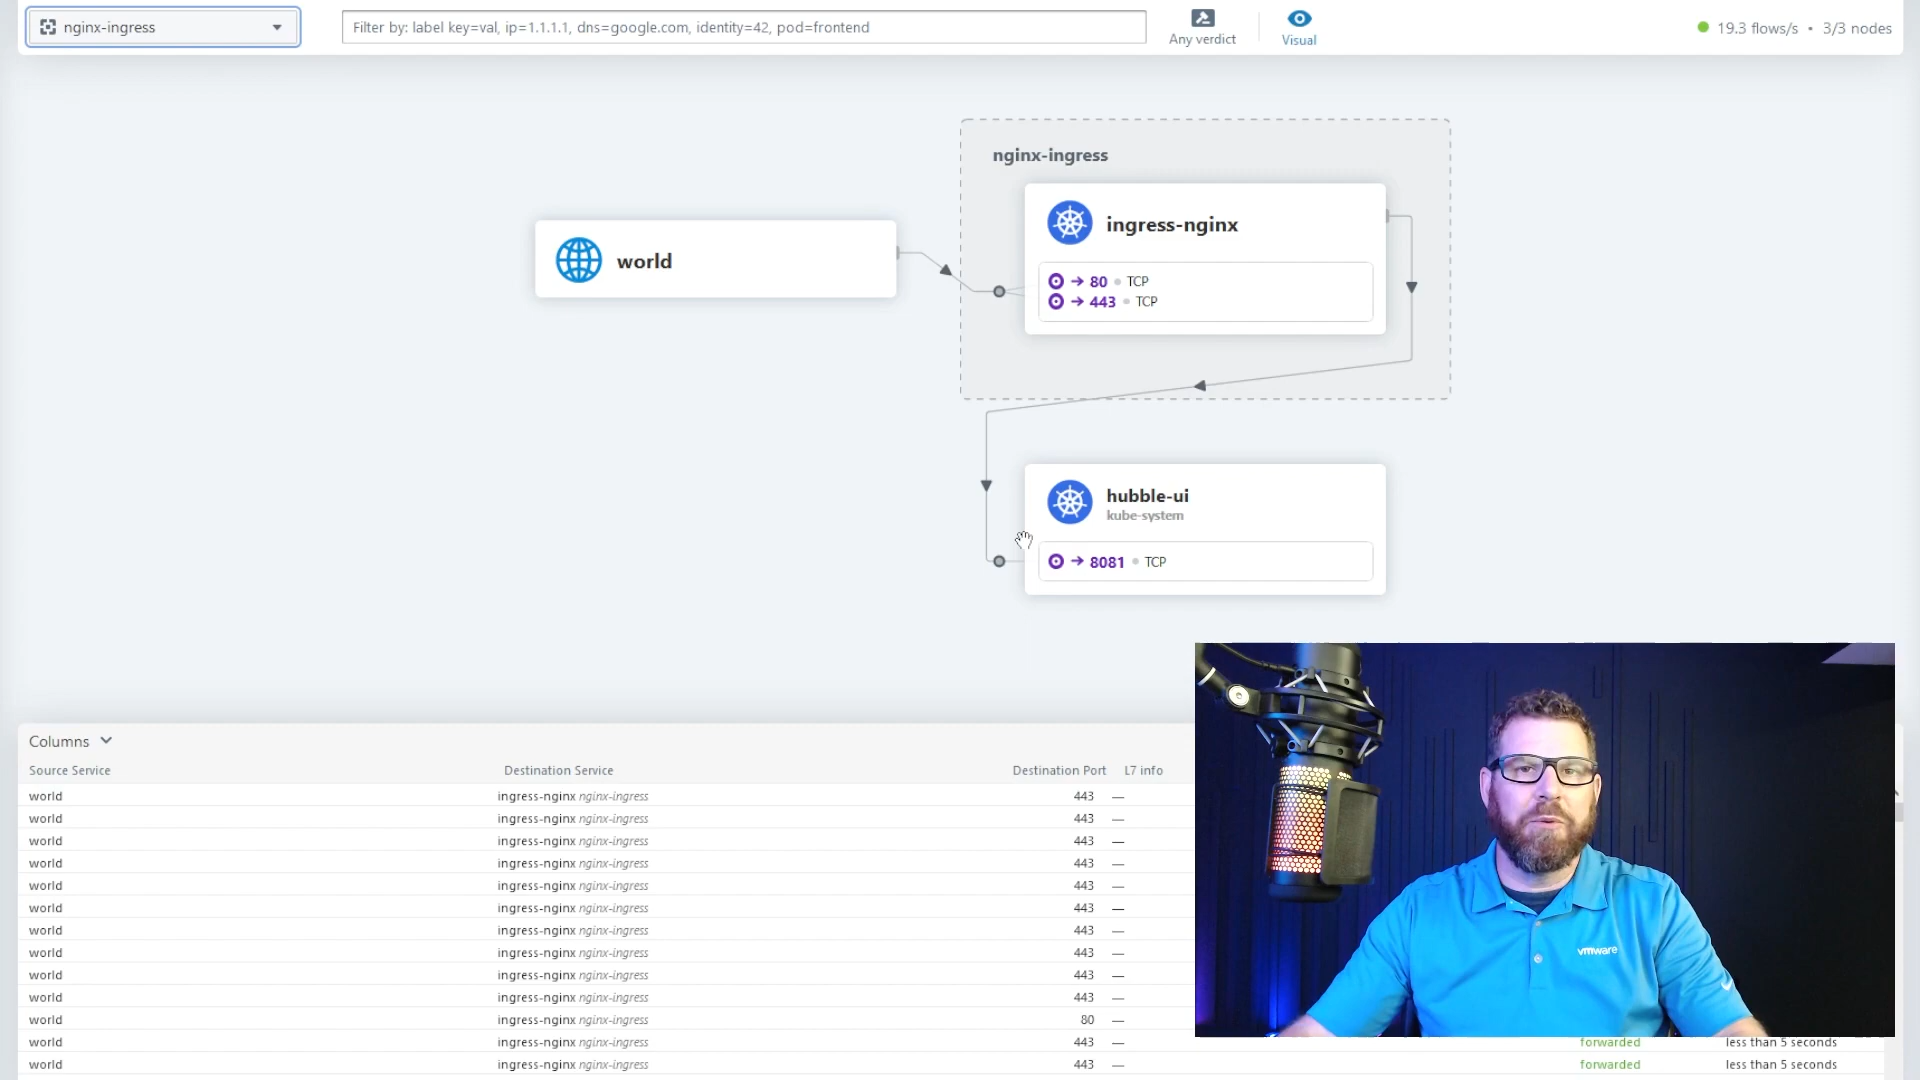 nginx-ingress
Filter by: label key=val, ip=1.1.1.1, dns=google.com, identity=42, pod=frontend
Any verdict
Visual
19.3 flows/s • 3/3 nodes
nginx-ingress
ingress-nginx
world
→ 80 • TCP
→ 443 • TCP
hubble-ui
kube-system
→ 8081 • TCP
Columns
Source Service Destination Service Destination Port L7 info
world ingress-nginx nginx-ingress 443 —
world ingress-nginx nginx-ingress 443 —
world ingress-nginx nginx-ingress 443 —
world ingress-nginx nginx-ingress 443 —
world ingress-nginx nginx-ingress 443 —
world ingress-nginx nginx-ingress 443 —
world ingress-nginx nginx-ingress 443 —
world ingress-nginx nginx-ingress 443 —
world ingress-nginx nginx-ingress 443 —
world ingress-nginx nginx-ingress 443 —
world ingress-nginx nginx-ingress 80 —
world ingress-nginx nginx-ingress 443 — forwarded less than 5 seconds
world ingress-nginx nginx-ingress 443 — forwarded less than 5 seconds
vmware